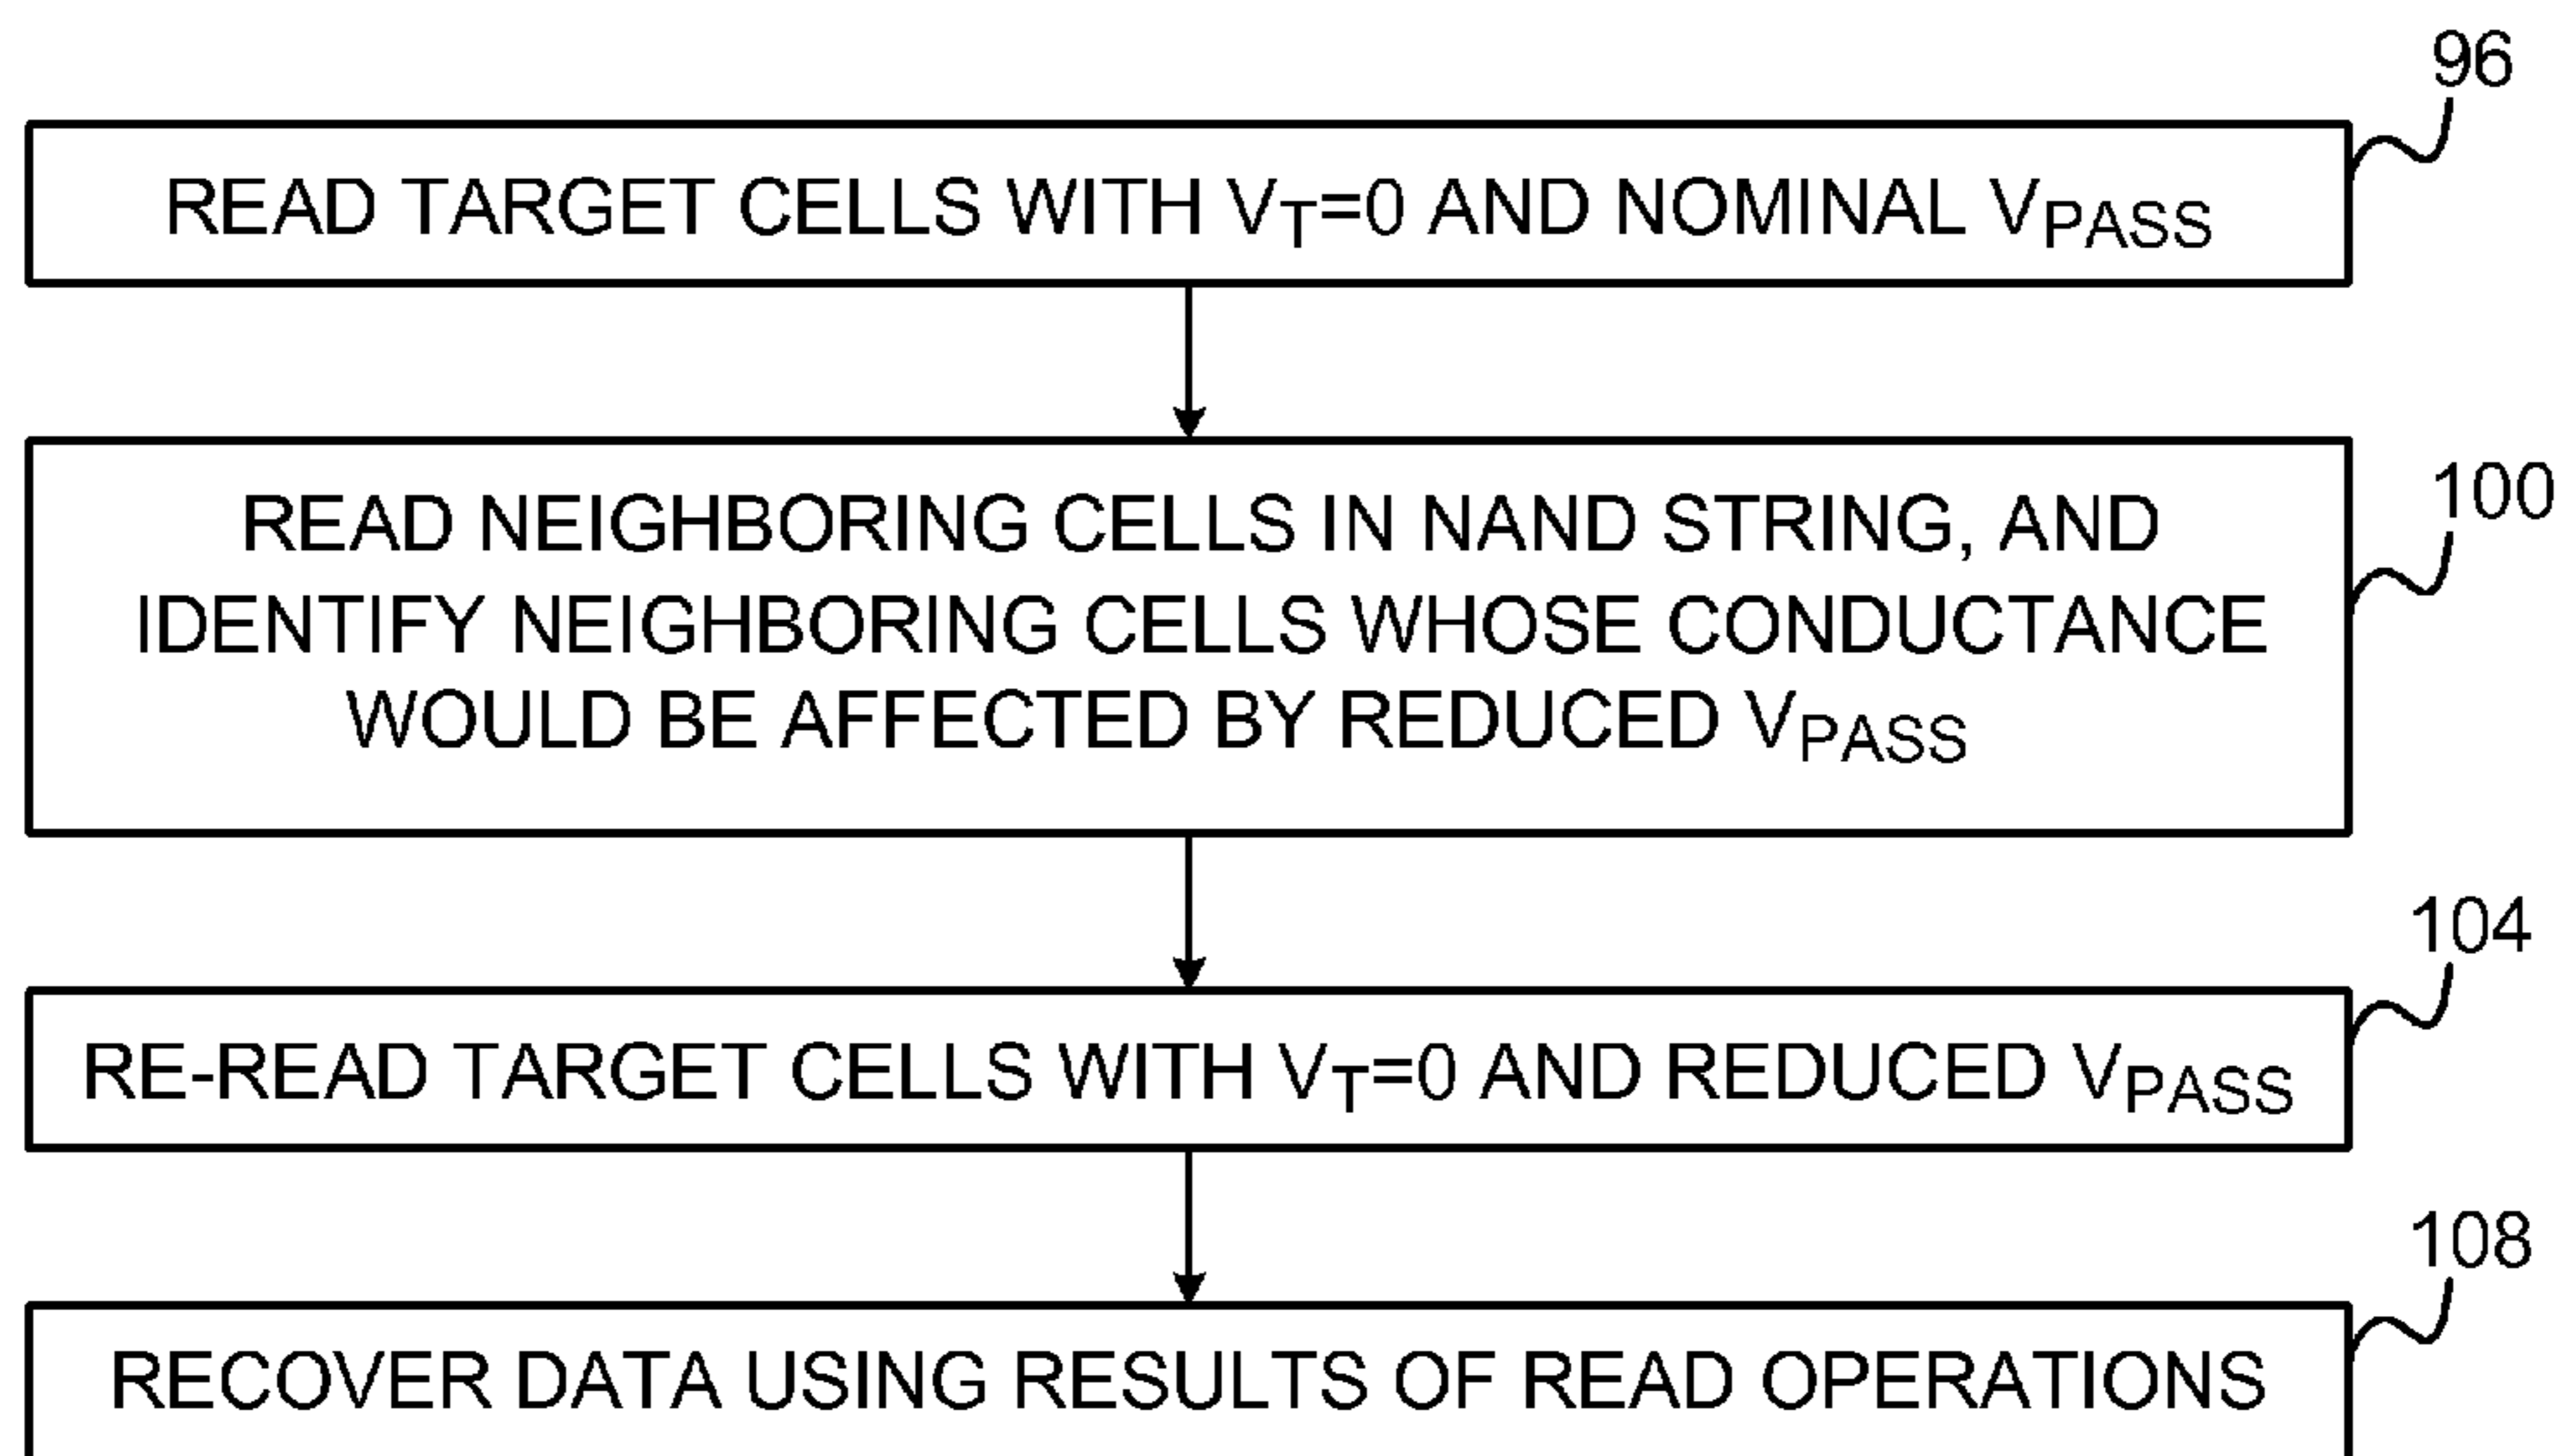 96
READ TARGET CELLS WITH VT=0 AND NOMINAL VPASS
100
READ NEIGHBORING CELLS IN NAND STRING, AND
IDENTIFY NEIGHBORING CELLS WHOSE CONDUCTANCE
WOULD BE AFFECTED BY REDUCED VPASS
104
RE-READ TARGET CELLS WITH VT=0 AND REDUCED VPASS
108
RECOVER DATA USING RESULTS OF READ OPERATIONS